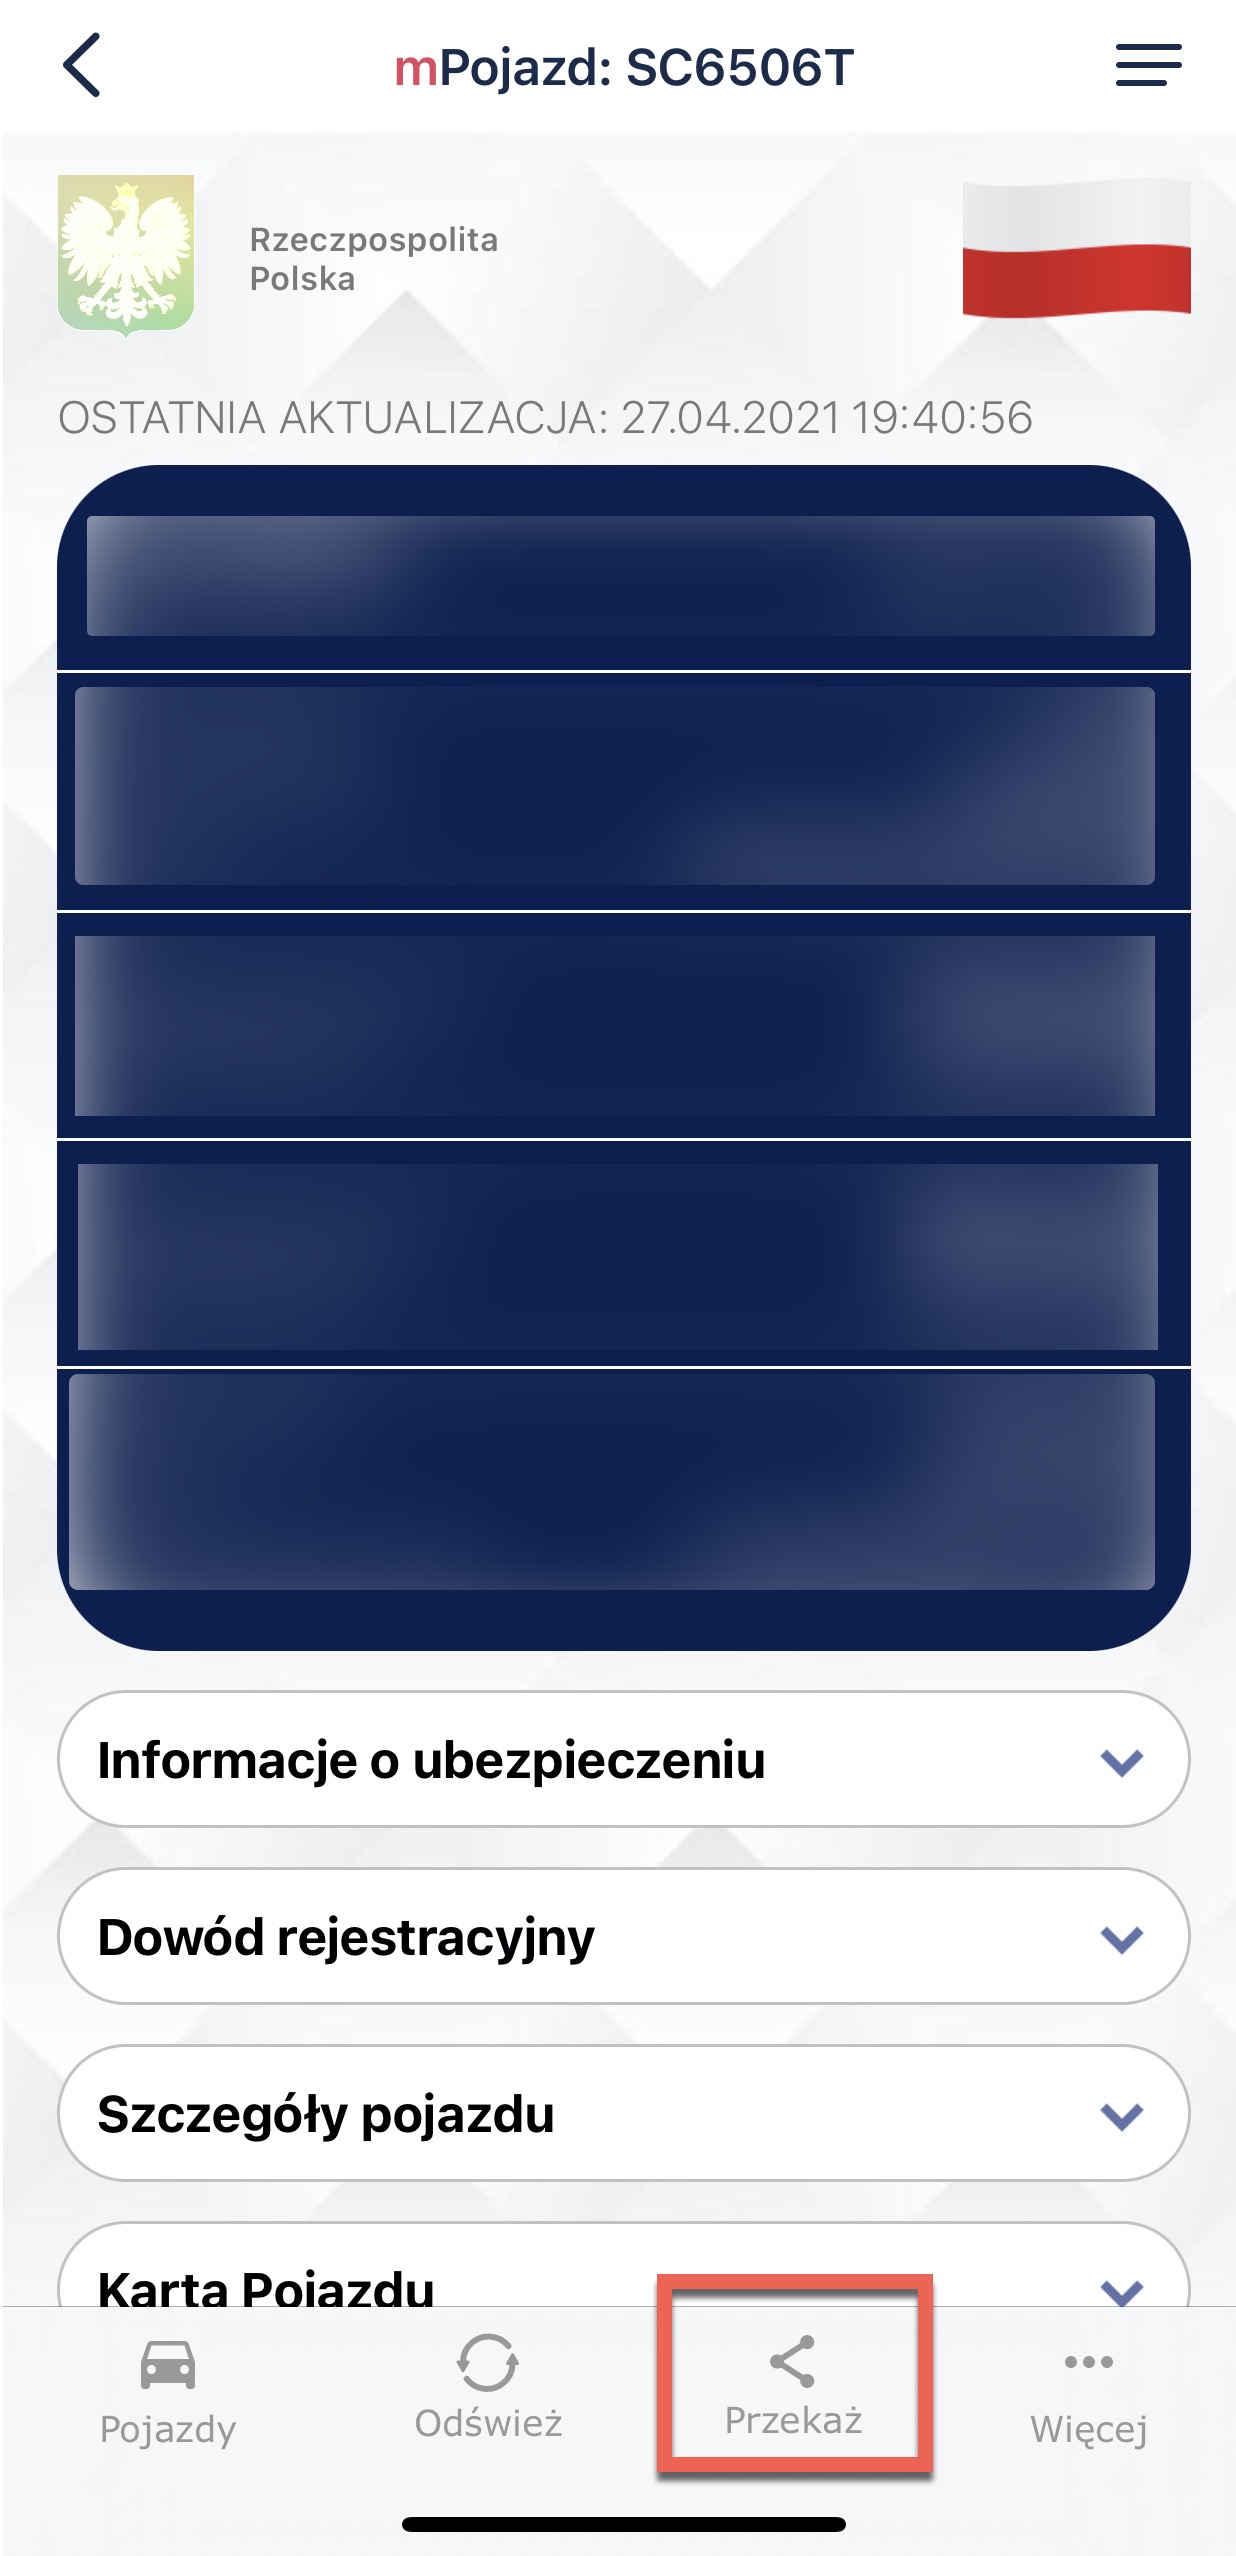 mPojazd: SC6506T
Rzeczpospolita
Polska
OSTATNIA AKTUALIZACJA: 27.04.2021 19:40:56
Informacje o ubezpieczeniu
Dowód rejestracyjny
Szczegóły pojazdu
Karta Pojazdu
Pojazdy
Odśwież
Przekaż
Więcej